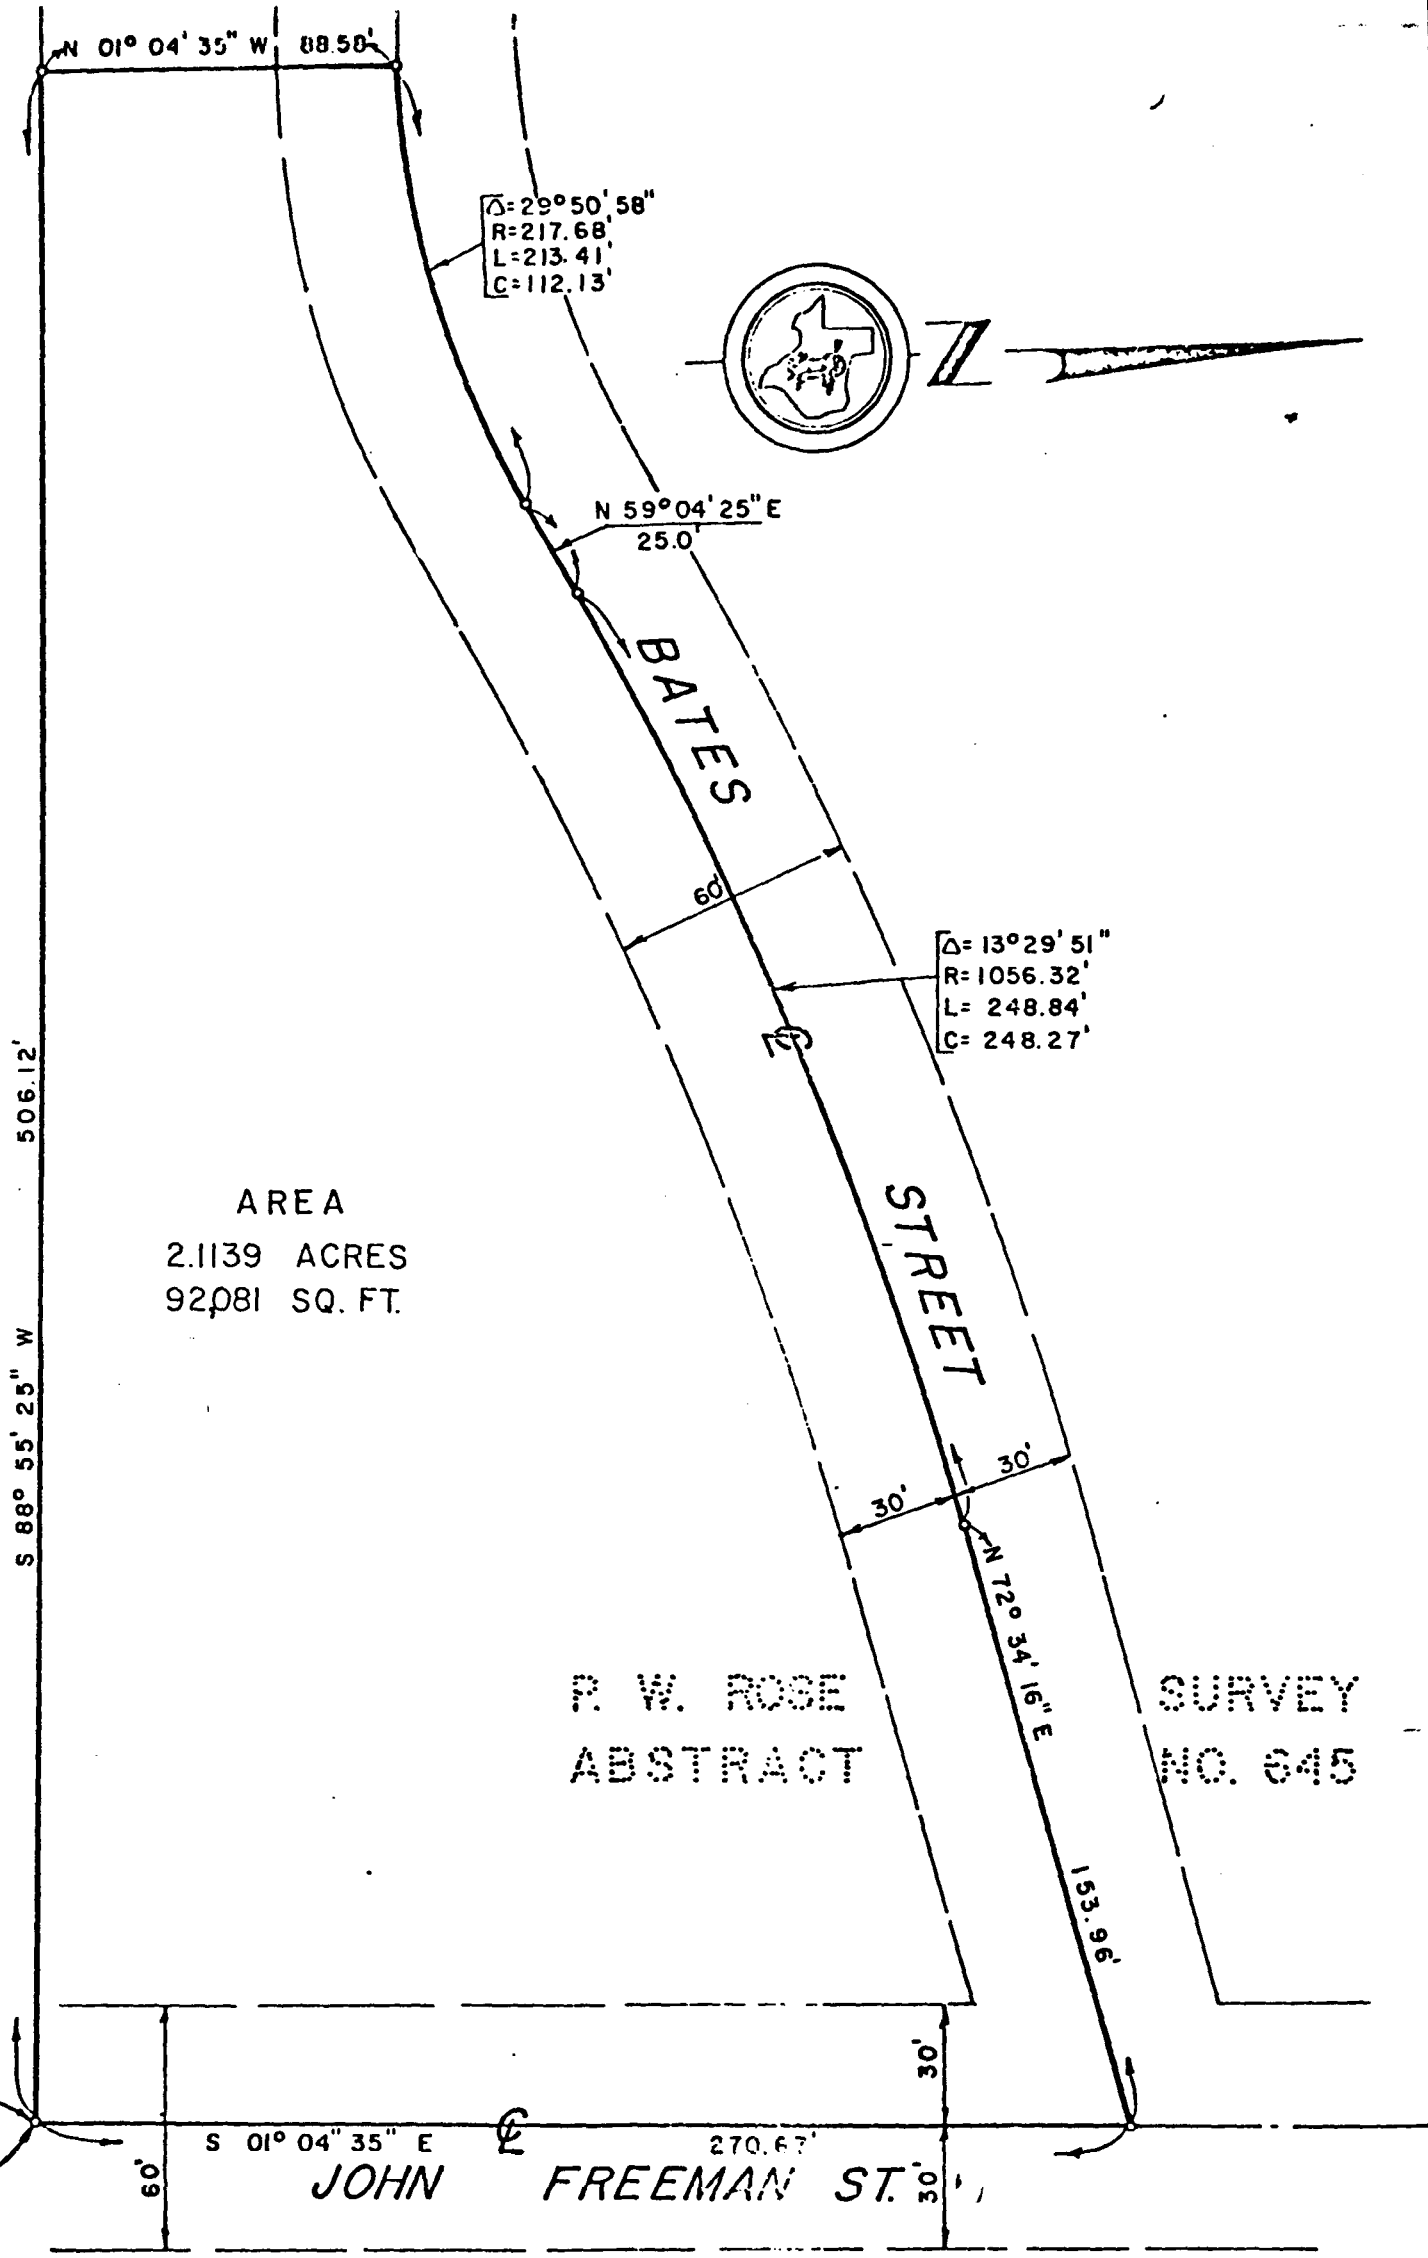 N 01° 04' 35" W 88.58'
Δ=29°50'58"
R=217.68'
L=213.41'
C=112.13'
N
N 59°04'25"E
25.0'
BATES
60'
Δ=13°29'51"
R=1056.32'
L= 248.84'
C= 248.27'
℄
S 88° 55' 25" W 506.12'
AREA
2.1139 ACRES
92,081 SQ. FT.
STREET
30'
30'
N 72° 34' 16" E
153.96'
P. W. ROSE SURVEY
ABSTRACT NO. 645
30'
S 01° 04" 35" E ℄ 270.67'
60'
JOHN FREEMAN ST.
30'